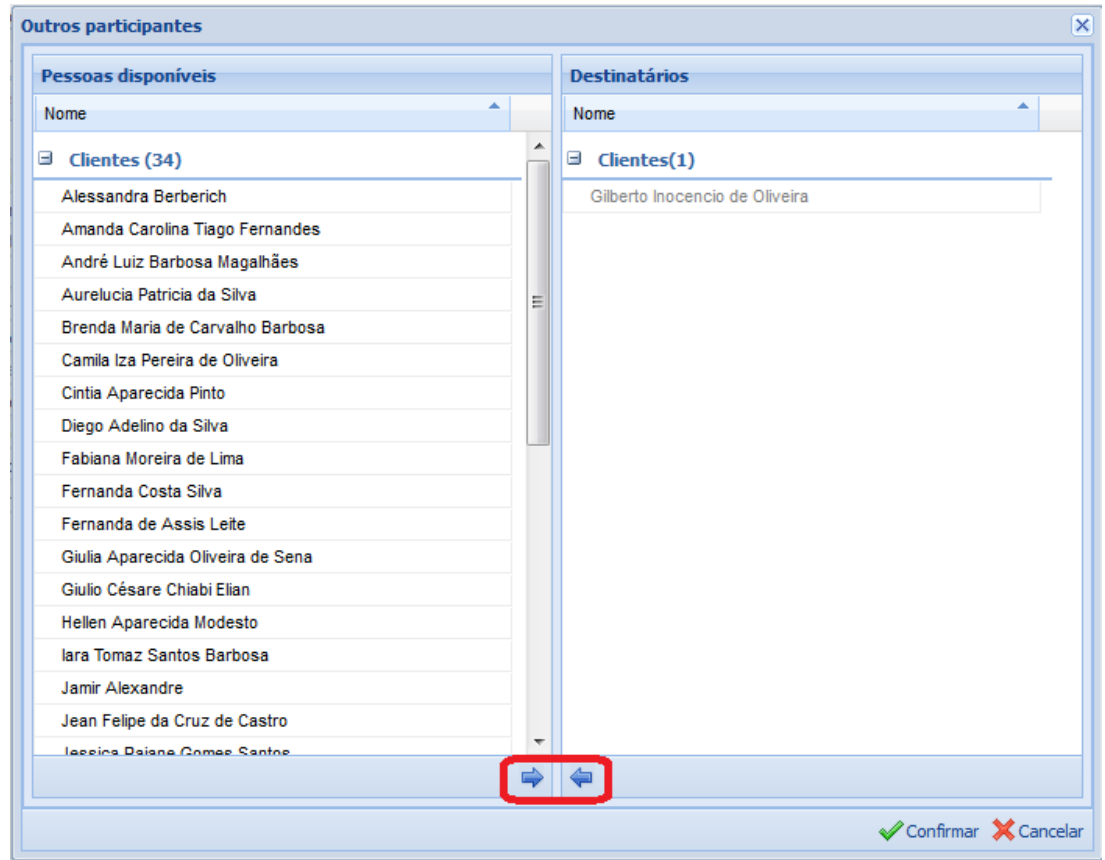 Outros participantes
Pessoas disponíveis
Nome
Clientes (34)
Alessandra Berberich
Amanda Carolina Tiago Fernandes
André Luiz Barbosa Magalhães
Aurelucia Patricia da Silva
Brenda Maria de Carvalho Barbosa
Camila Iza Pereira de Oliveira
Cintia Aparecida Pinto
Diego Adelino da Silva
Fabiana Moreira de Lima
Fernanda Costa Silva
Fernanda de Assis Leite
Giulia Aparecida Oliveira de Sena
Giulio Césare Chiabi Elian
Hellen Aparecida Modesto
Iara Tomaz Santos Barbosa
Jamir Alexandre
Jean Felipe da Cruz de Castro
Jessica Raiane Gomes Santos
Destinatários
Nome
Clientes(1)
Gilberto Inocencio de Oliveira
Confirmar Cancelar